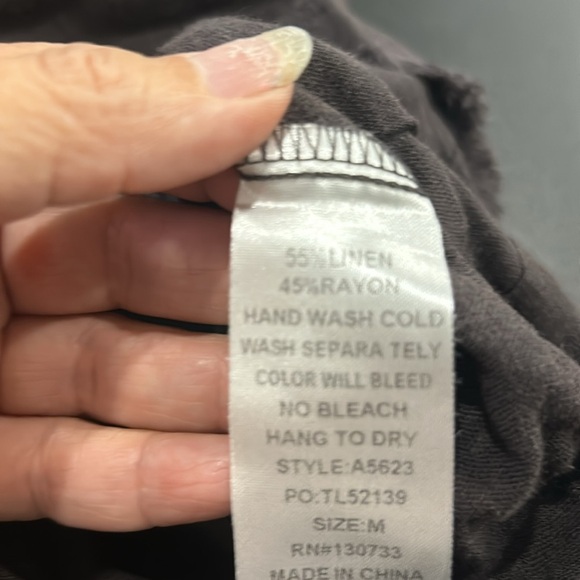 55%LINEN
45%RAYON
HAND WASH COLD
WASH SEPARA TELY
COLOR WILL BLEED
NO BLEACH
HANG TO DRY
STYLE:A5623
PO:TL52139
SIZE:M
RN#130733
MADE IN CHINA